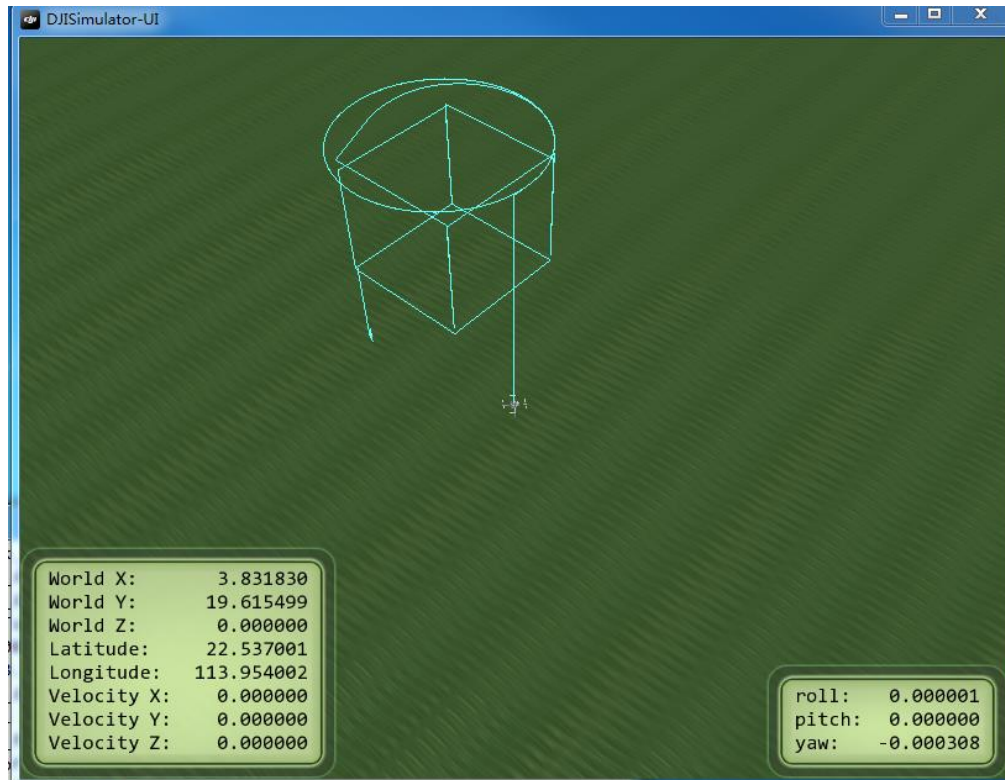 DJISimulator-UI
World X: 3.831830
World Y: 19.615499
World Z: 0.000000
Latitude: 22.537001
Longitude: 113.954002
Velocity X: 0.000000
Velocity Y: 0.000000
Velocity Z: 0.000000
roll: 0.000001
pitch: 0.000000
yaw: -0.000308